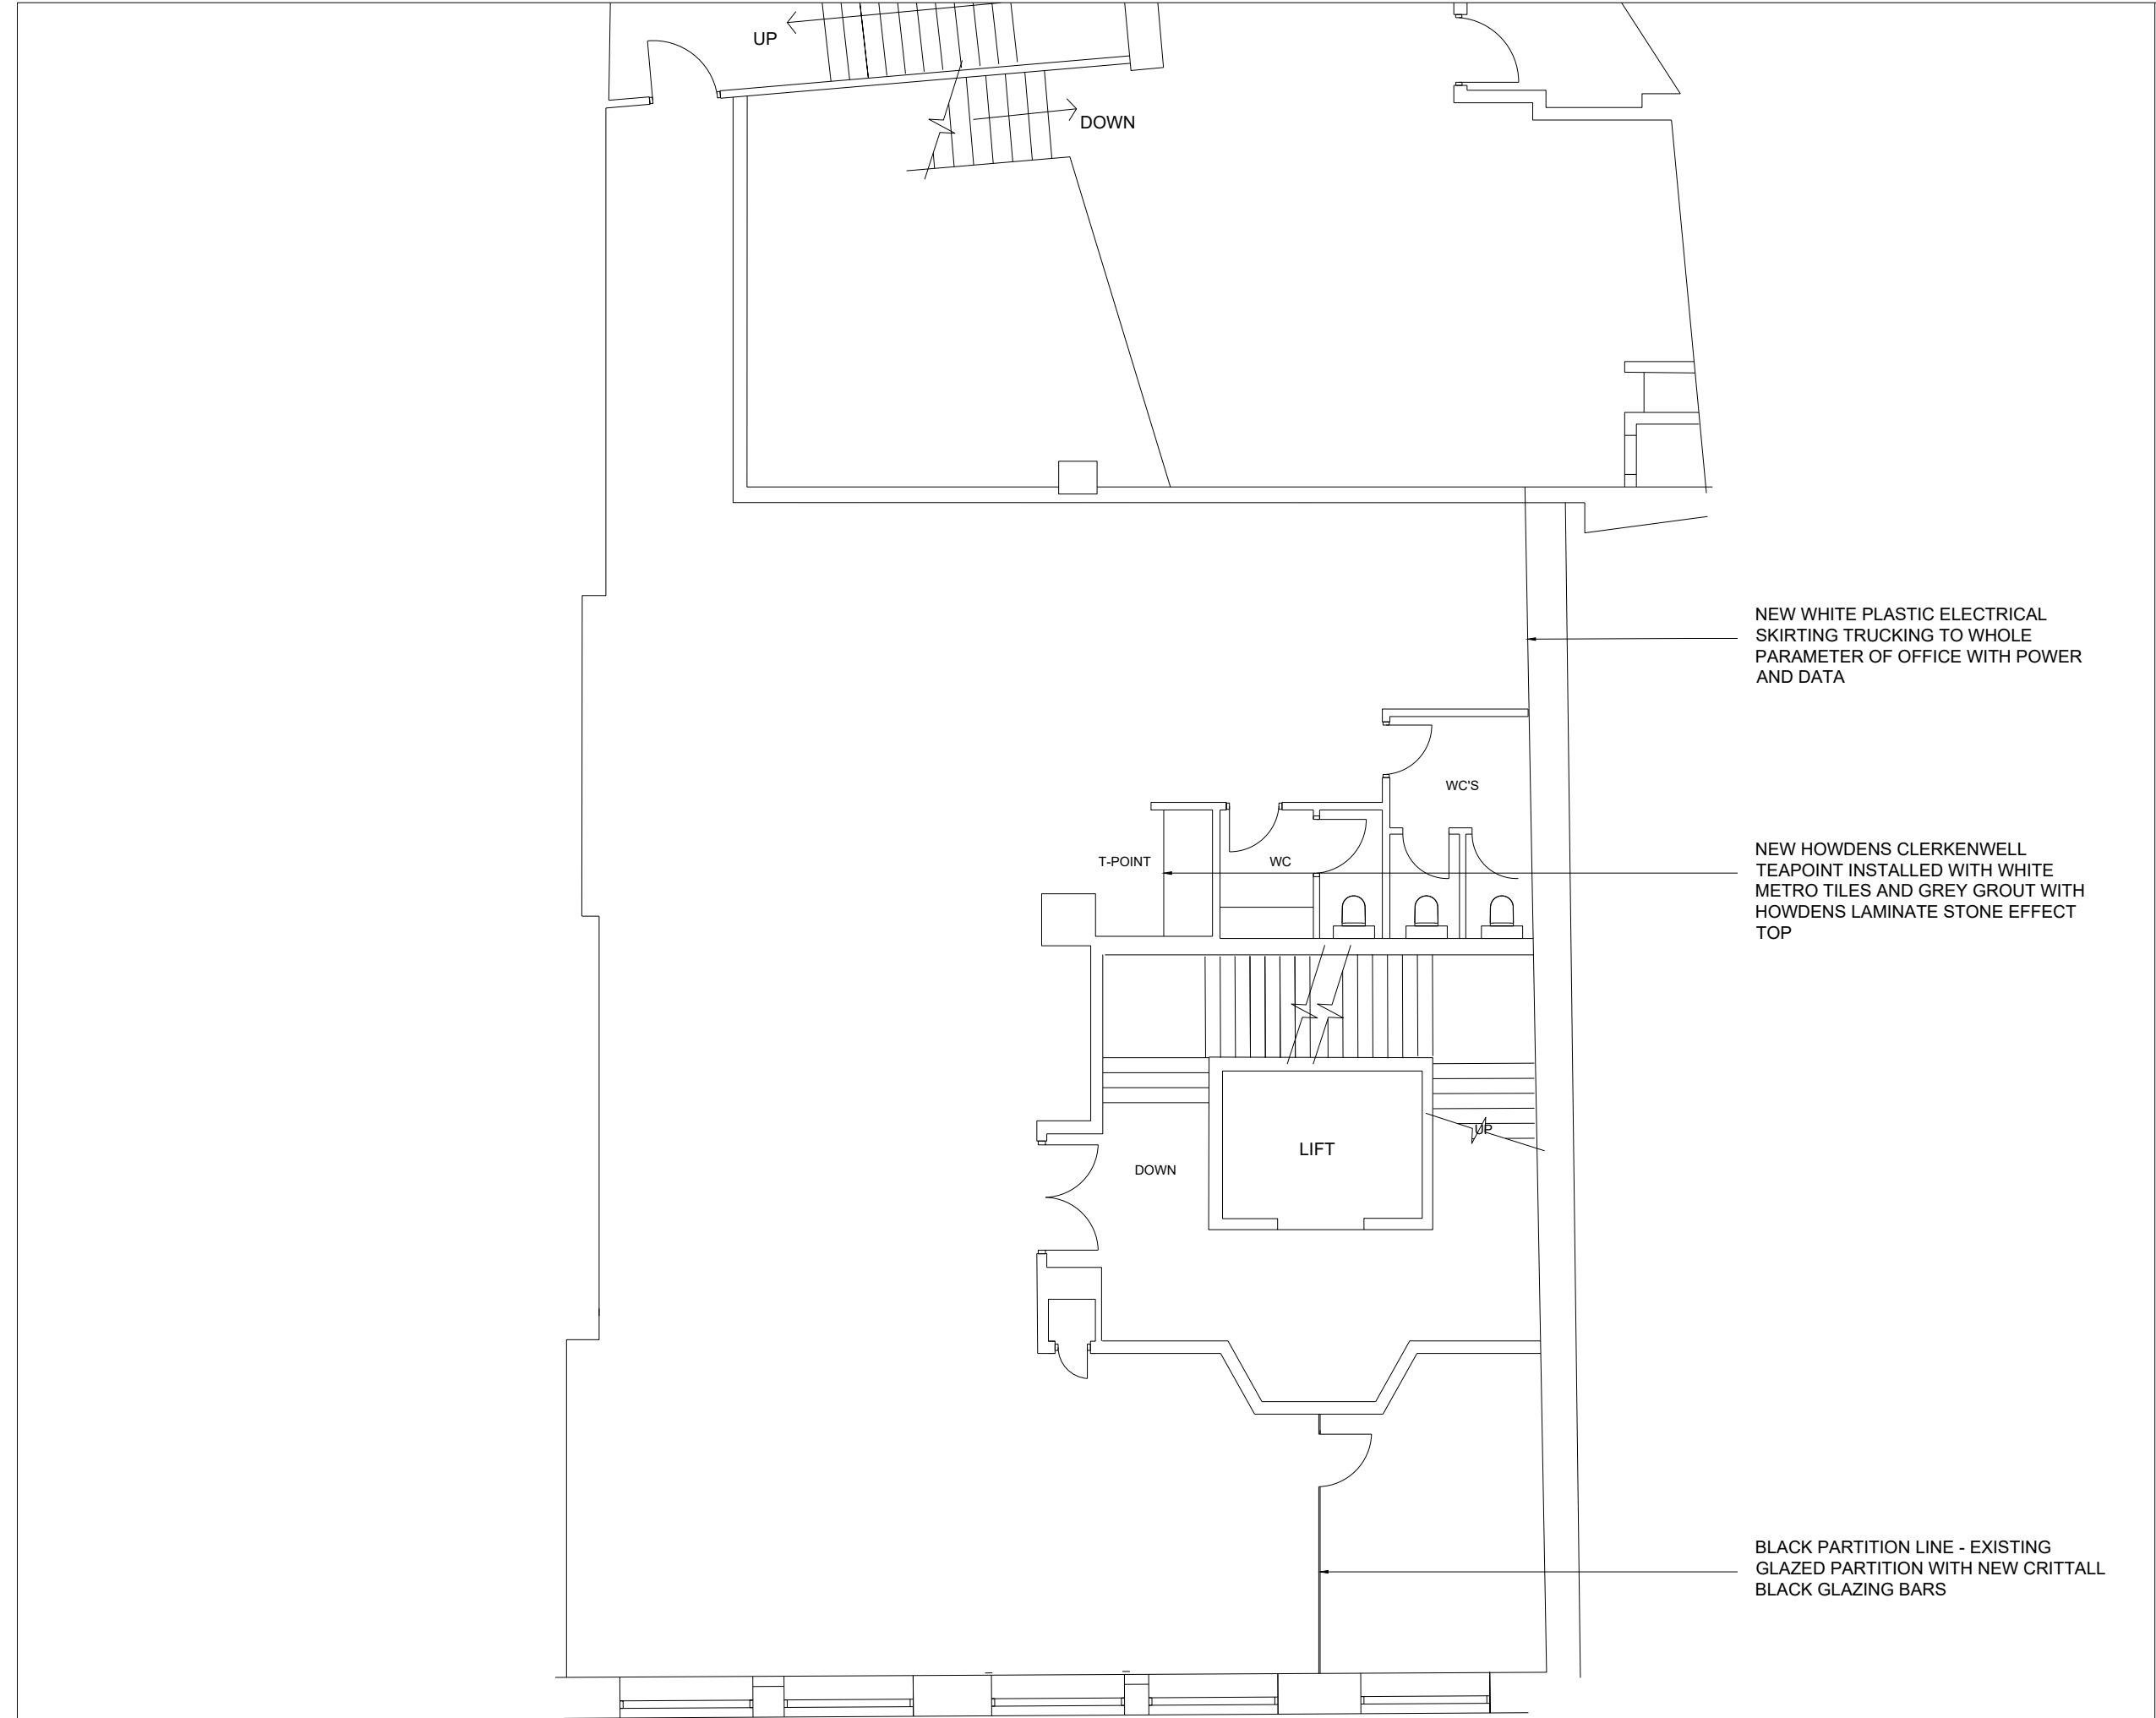 UP
DOWN
NEW WHITE PLASTIC ELECTRICAL
SKIRTING TRUCKING TO WHOLE
PARAMETER OF OFFICE WITH POWER
AND DATA
WC'S
T-POINT
WC
NEW HOWDENS CLERKENWELL
TEAPOINT INSTALLED WITH WHITE
METRO TILES AND GREY GROUT WITH
HOWDENS LAMINATE STONE EFFECT
TOP
UP
LIFT
DOWN
BLACK PARTITION LINE - EXISTING
GLAZED PARTITION WITH NEW CRITTALL
BLACK GLAZING BARS